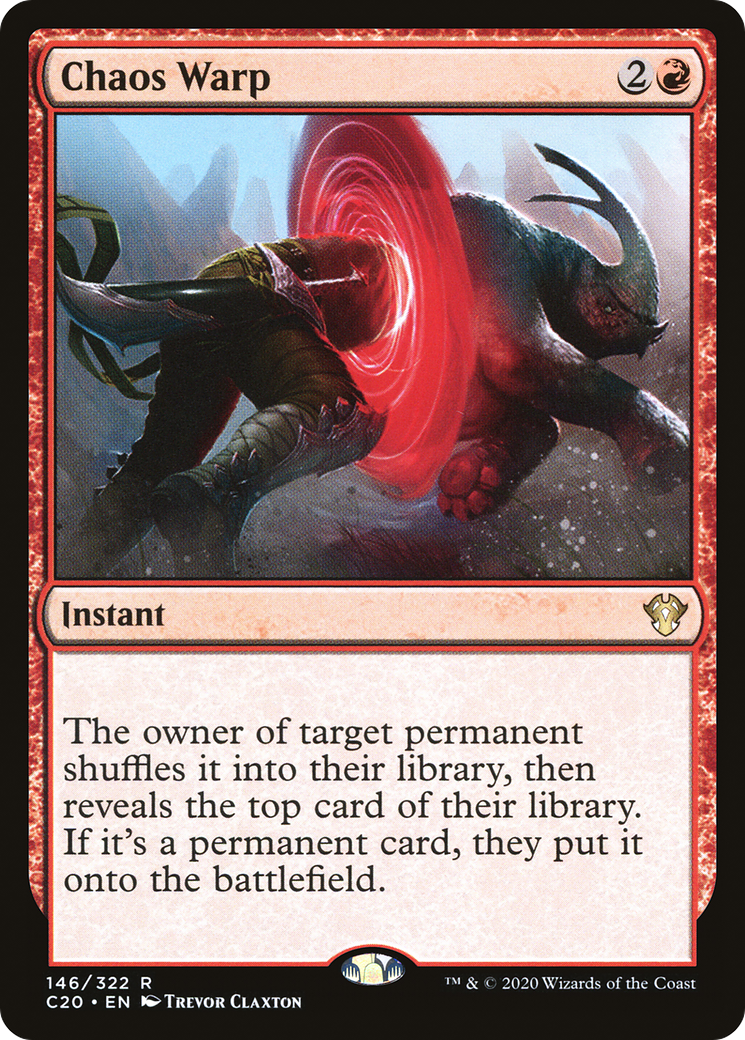 Chaos Warp 2
Instant
The owner of target permanent
shuffles it into their library, then
reveals the top card of their library.
If it's a permanent card, they put it
onto the battlefield.
146/322 R
C20 • EN Trevor Claxton
™ & © 2020 Wizards of the Coast